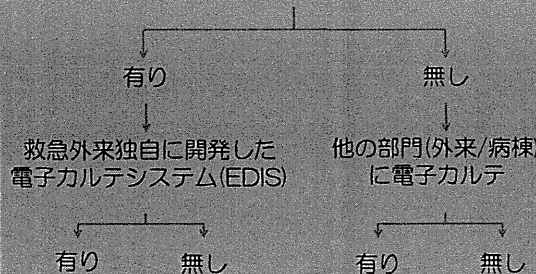 有り
無し
救急外来独自に開発した
電子カルテシステム(EDIS)
他の部門(外来/病棟)
に電子カルテ
有り
無し
有り
無し